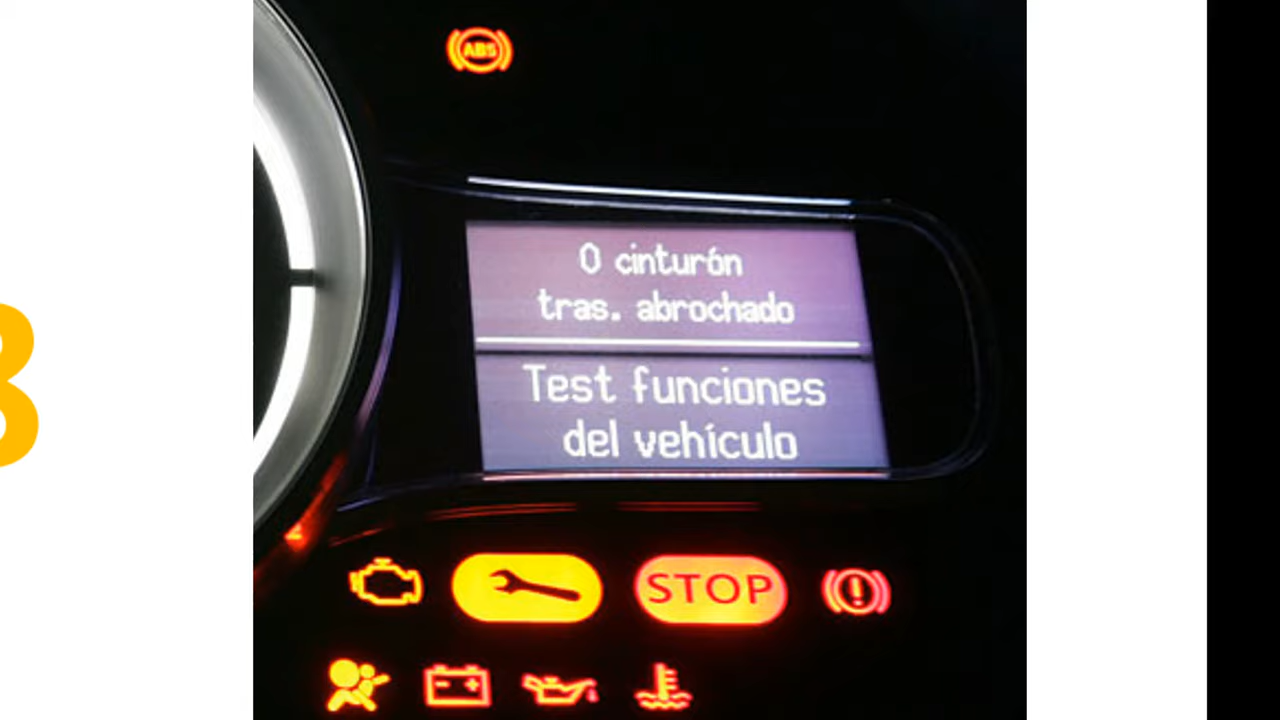 ABS
0 cinturón
tras. abrochado
Test funciones
del vehículo
STOP